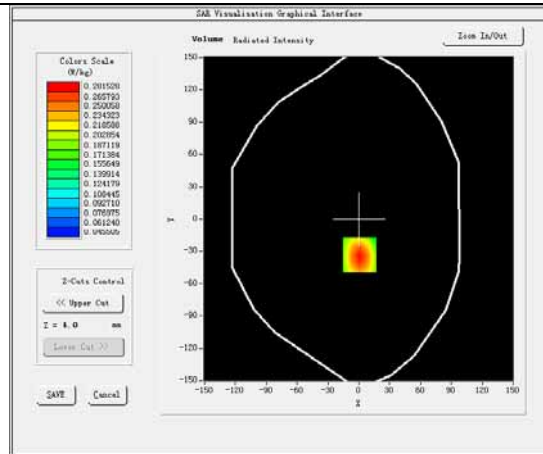 SAR Visualisation Graphical Interface
Volume Radiated Intensity
Zoom In/Out
Colors Scale
(W/kg)
0.281528
0.265793
0.250058
0.234323
0.218588
0.202854
0.187119
0.171384
0.155649
0.139914
0.124179
0.108445
0.092710
0.076975
0.061240
0.045505
150
120
90
60
30
0
-30
-60
-90
-120
-150
Y
-150 -120 -90 -60 -30 0 30 60 90 120 150
X
Z-Cuts Control
<< Upper Cut
Z = 4.0 mm
Lower Cut >>
SAVE Cancel